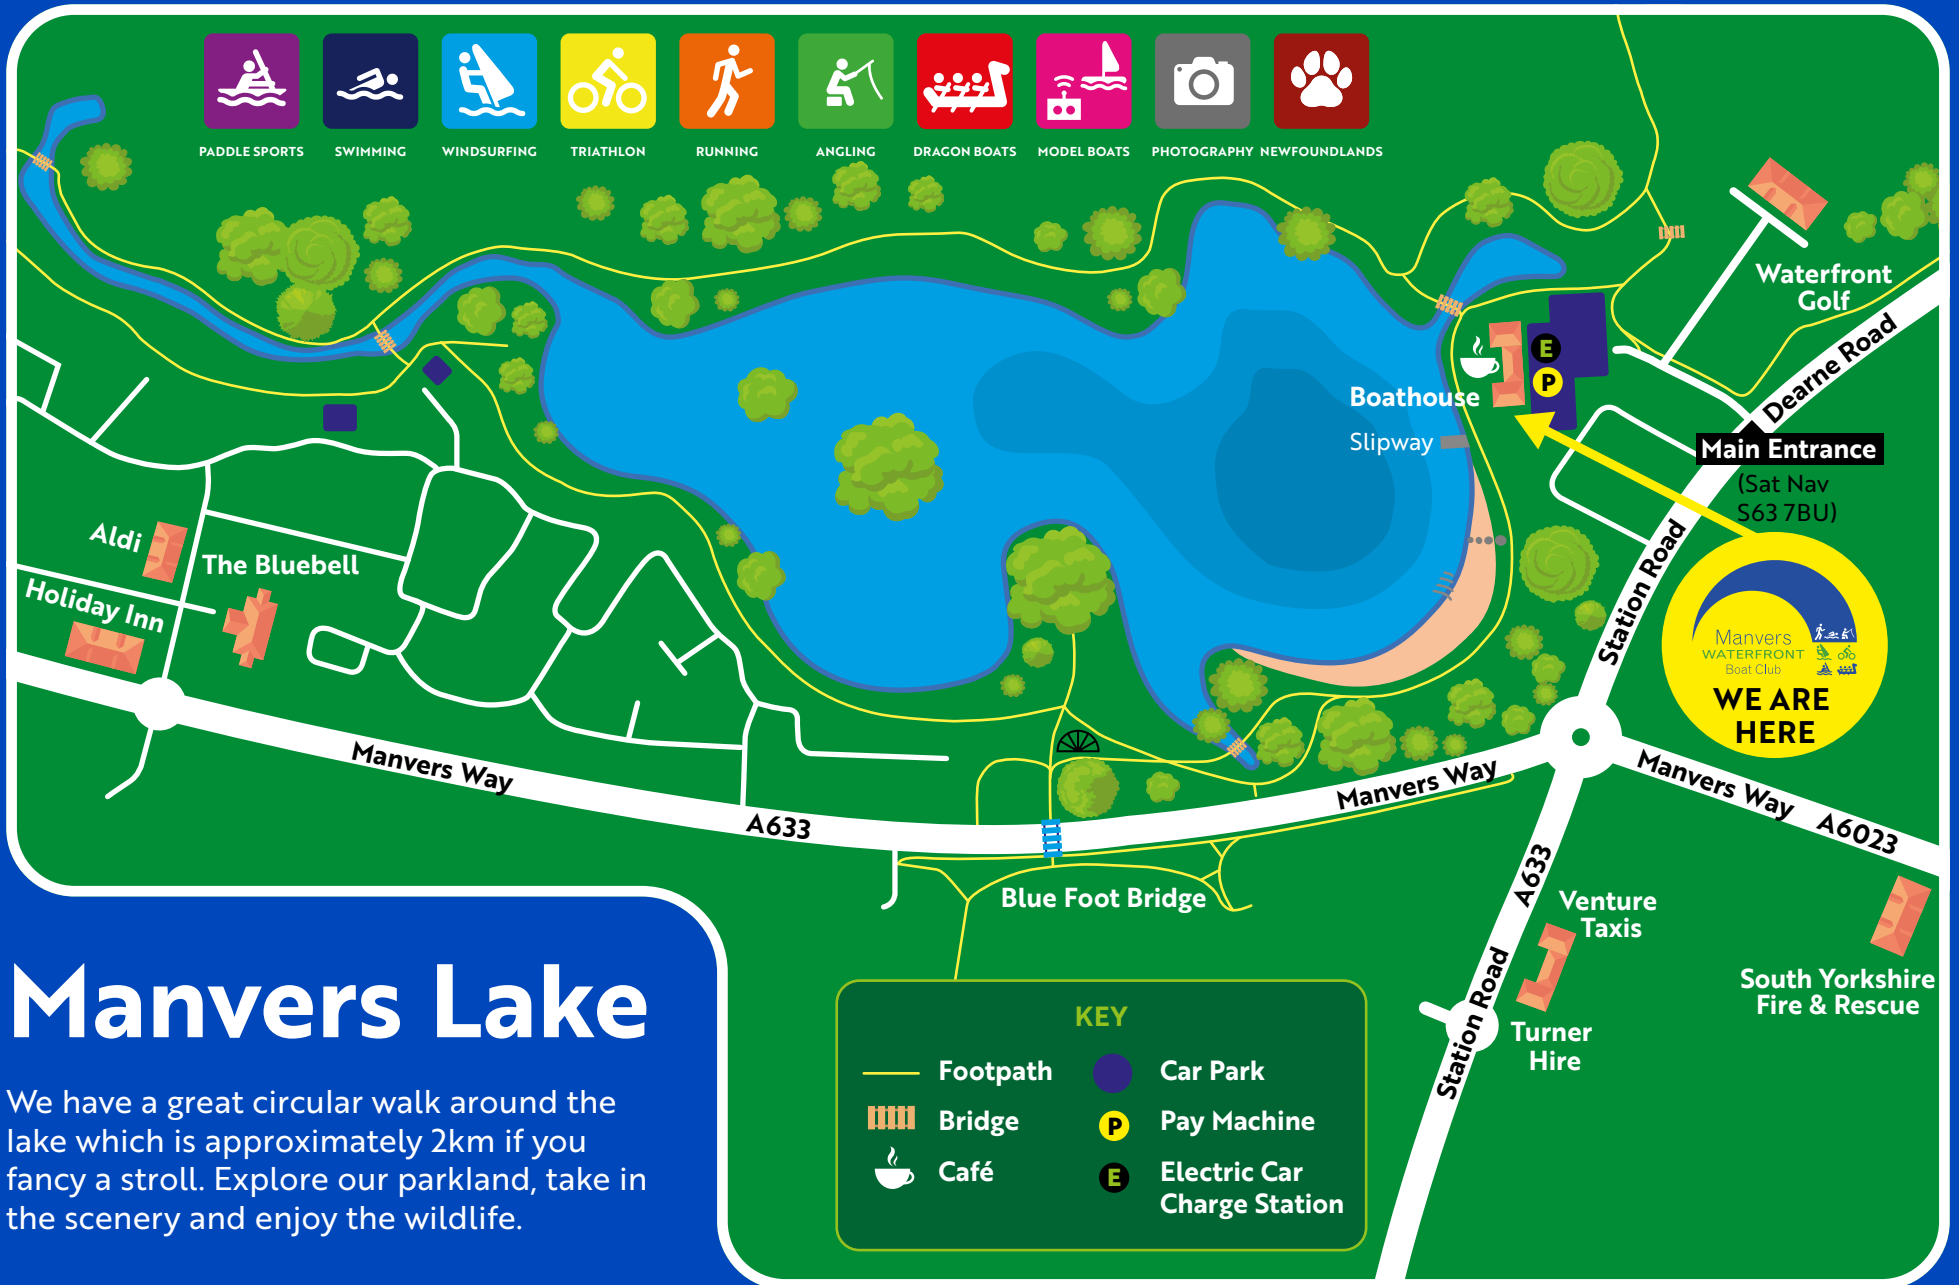 PADDLE SPORTS
SWIMMING
WINDSURFING
TRIATHLON
RUNNING
ANGLING
DRAGON BOATS
MODEL BOATS
PHOTOGRAPHY
NEWFOUNDLANDS
Waterfront
Golf
Dearne Road
E
P
Boathouse
Slipway
Main Entrance
(Sat Nav
S63 7BU)
Station Road
Aldi
The Bluebell
Holiday Inn
Manvers
WATERFRONT
Boat Club
WE ARE
HERE
Manvers Way
A633
Manvers Way
Manvers Way
A6023
A633
Blue Foot Bridge
Venture
Taxis
Station Road
Turner
Hire
South Yorkshire
Fire & Rescue
Manvers Lake
We have a great circular walk around the
lake which is approximately 2km if you
fancy a stroll. Explore our parkland, take in
the scenery and enjoy the wildlife.
KEY
Footpath
Bridge
Café
Car Park
P
Pay Machine
E
Electric Car
Charge Station